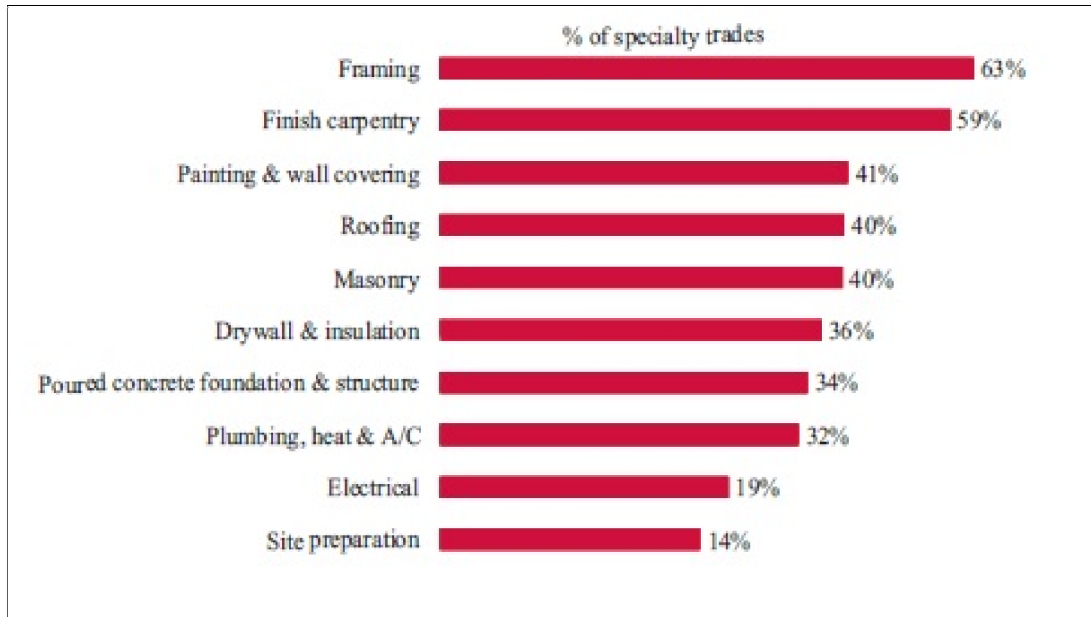 % of specialty trades
Framing 63%
Finish carpentry 59%
Painting & wall covering 41%
Roofing 40%
Masonry 40%
Drywall & insulation 36%
Poured concrete foundation & structure 34%
Plumbing, heat & A/C 32%
Electrical 19%
Site preparation 14%